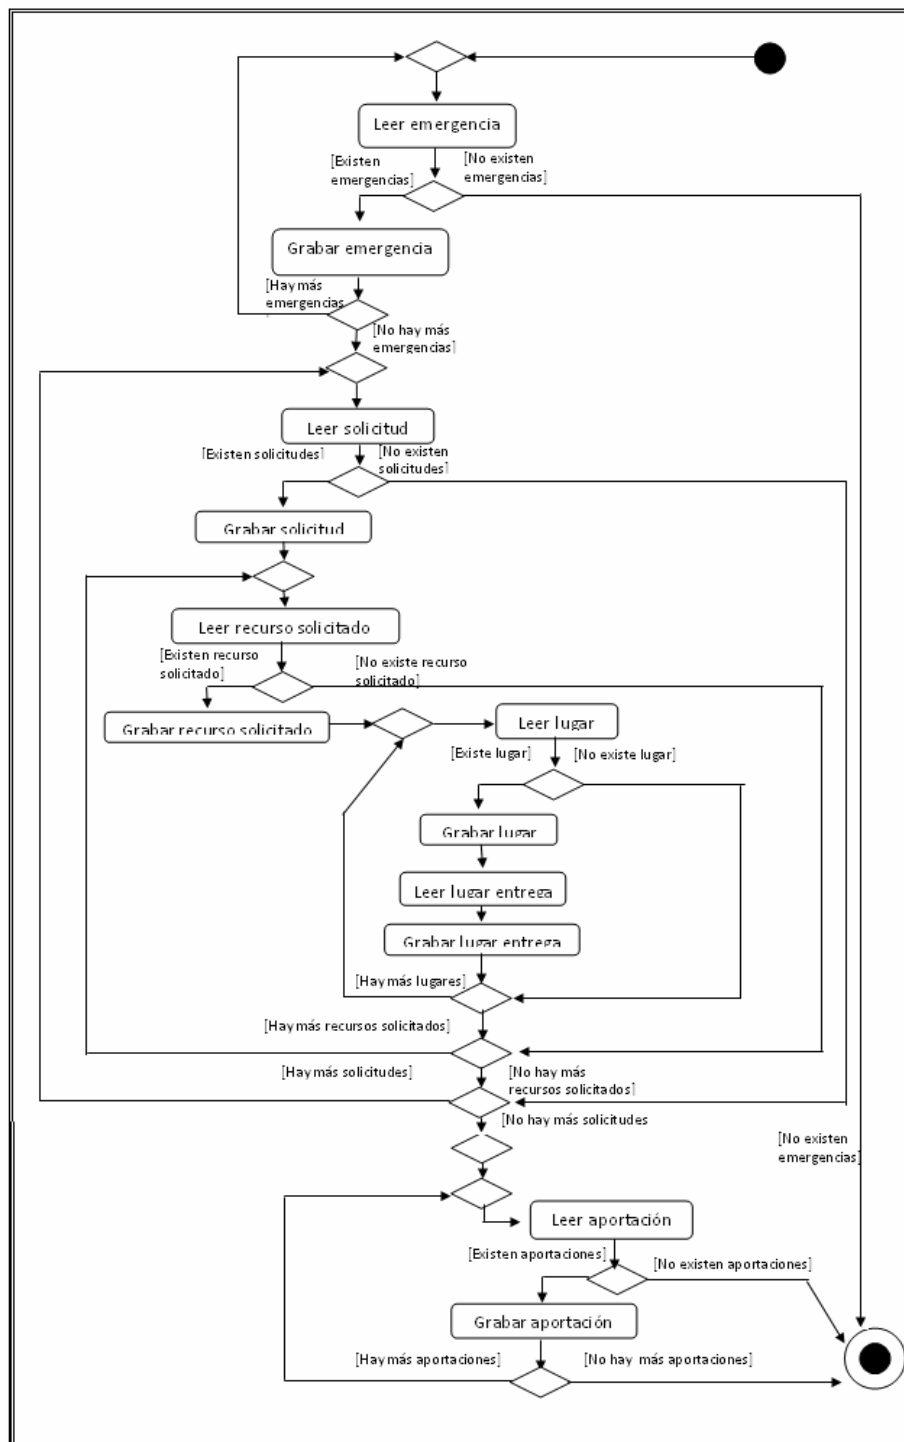 Leer emergencia
[Existen
emergencias]
[No existen
emergencias]
Grabar emergencia
[Hay más
emergencias
[No hay más
emergencias]
Leer solicitud
[Existen solicitudes]
[No existen
solicitudes]
Grabar solicitud
Leer recurso solicitado
[Existen recurso
solicitado]
[No existe recurso
solicitado]
Grabar recurso solicitado
Leer lugar
[Existe lugar]
[No existe lugar]
Grabar lugar
Leer lugar entrega
Grabar lugar entrega
[Hay más lugares]
[Hay más recursos solicitados]
[Hay más solicitudes]
[No hay más
recursos solicitados]
[No hay más solicitudes
[No existen
emergencias]
Leer aportación
[Existen aportaciones]
[No existen aportaciones]
Grabar aportación
[Hay más aportaciones]
[No hay más aportaciones]